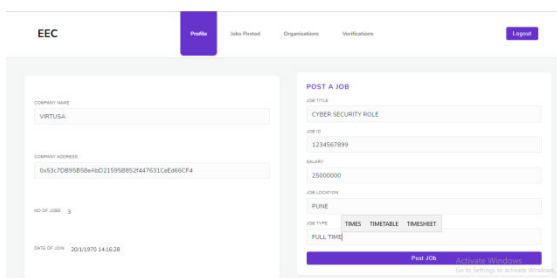 EEC
Profile
Jobs Posted
Organisations
Verifications
Logout
COMPANY NAME
VIRTUSA
COMPANY ADDRESS
0x53c7DB95B58eAbD21595B852f447631CeEd66CF4
NO OF JOBS 3
DATE OF JOIN 20/1/1970 14:16:28
POST A JOB
JOB TITLE
CYBER SECURITY ROLE
JOB ID
1234567899
SALARY
25000000
JOB LOCATION
PUNE
JOB TYPE
TIMES TIMETABLE TIMESHEET
FULL TIME
Post JOb
Activate Windows
Go to Settings to activate Windows